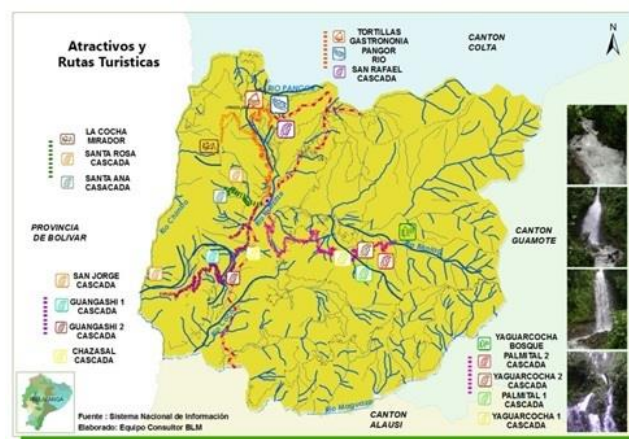 Atractivos y
Rutas Turisticas
TORTILLAS
GASTRONONIA
PANGOR
RIO
SAN RAFAEL
CASCADA
CANTON
COLTA
N
RIO PANGOR
LA COCHA
MIRADOR
SANTA ROSA
CASCADA
SANTA ANA
CASACADA
PROVINCIA
DE BOLIVAR
CANTON
GUAMOTE
SAN JORGE
CASCADA
GUANGASHI 1
CASCADA
GUANGASHI 2
CASCADA
CHAZASAL
CASCADA
YAGUARCOCHA
BOSQUE
PALMITAL 2
CASCADA
YAGUARCOCHA 2
CASCADA
PALMITAL 1
CASCADA
YAGUARCOCHA 1
CASCADA
Fuente : Sistema Nacional de Información
Elaborado: Equipo Consultor BLM
CANTON
ALAUSI